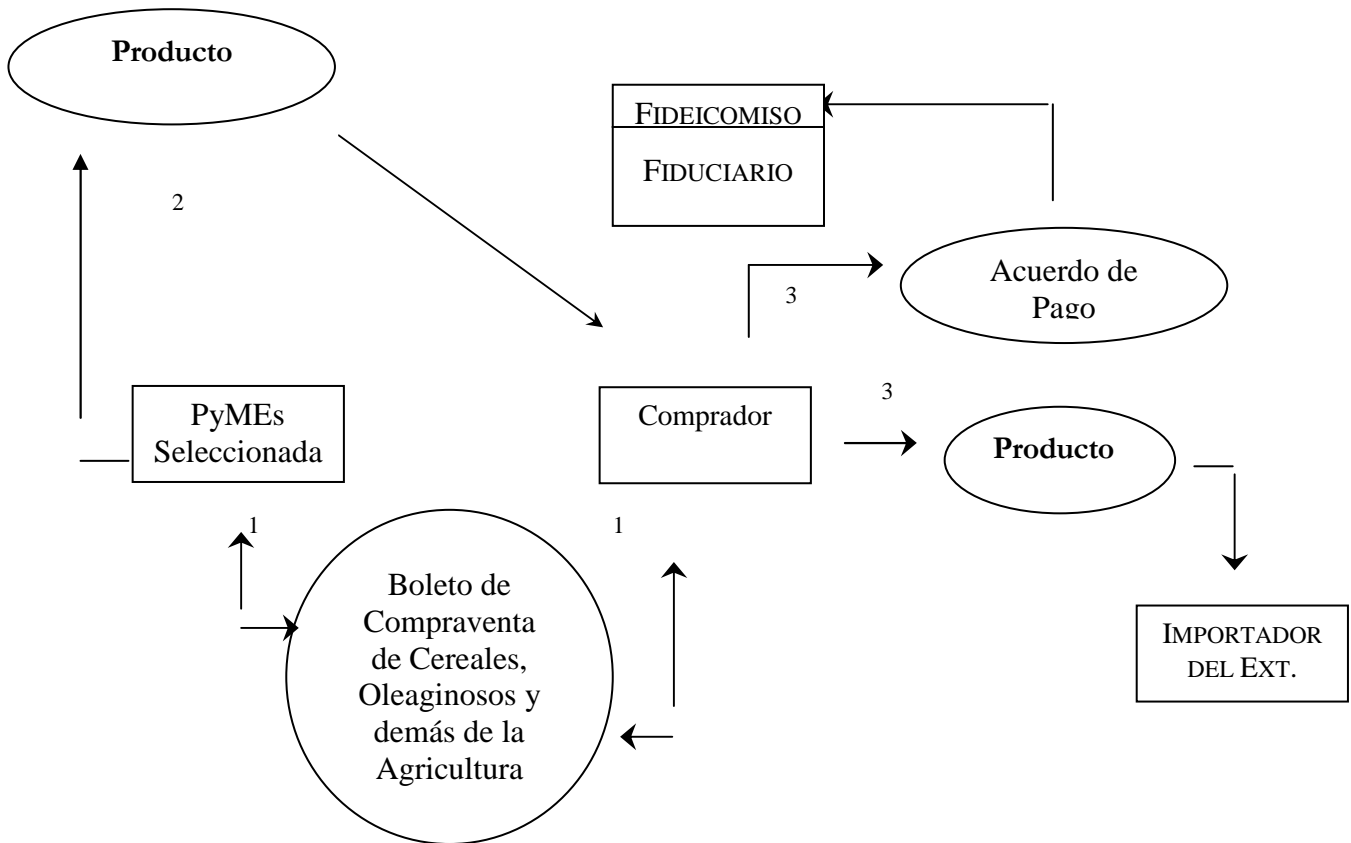 Producto
FIDEICOMISO
FIDUCIARIO
2
Acuerdo de
Pago
3
PyMEs
Seleccionada
Comprador
3
Producto
1
1
Boleto de
Compraventa
de Cereales,
Oleaginosos y
demás de la
Agricultura
IMPORTADOR
DEL EXT.